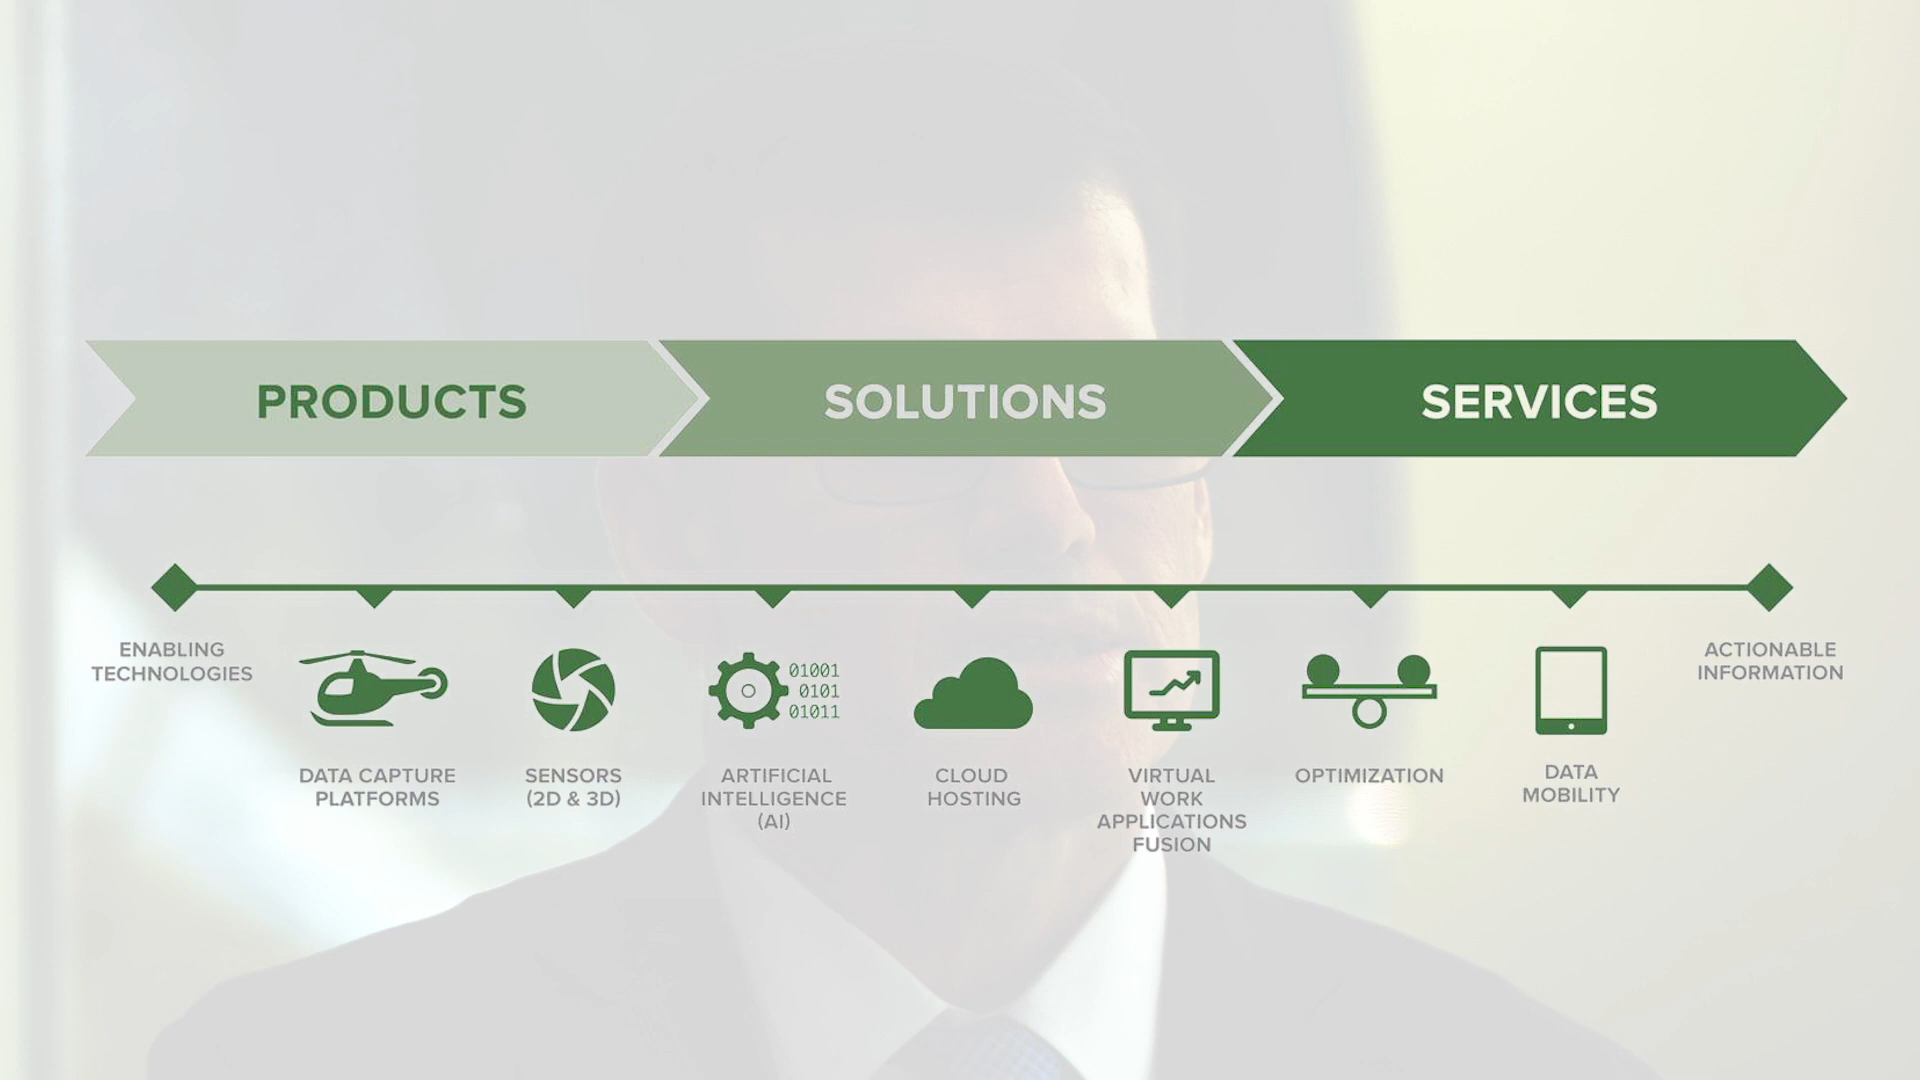 PRODUCTS
SOLUTIONS
SERVICES
ENABLING
TECHNOLOGIES
DATA CAPTURE
PLATFORMS
SENSORS
(2D & 3D)
01001
0101
01011
ARTIFICIAL
INTELLIGENCE
(AI)
CLOUD
HOSTING
VIRTUAL
WORK
APPLICATIONS
FUSION
OPTIMIZATION
DATA
MOBILITY
ACTIONABLE
INFORMATION